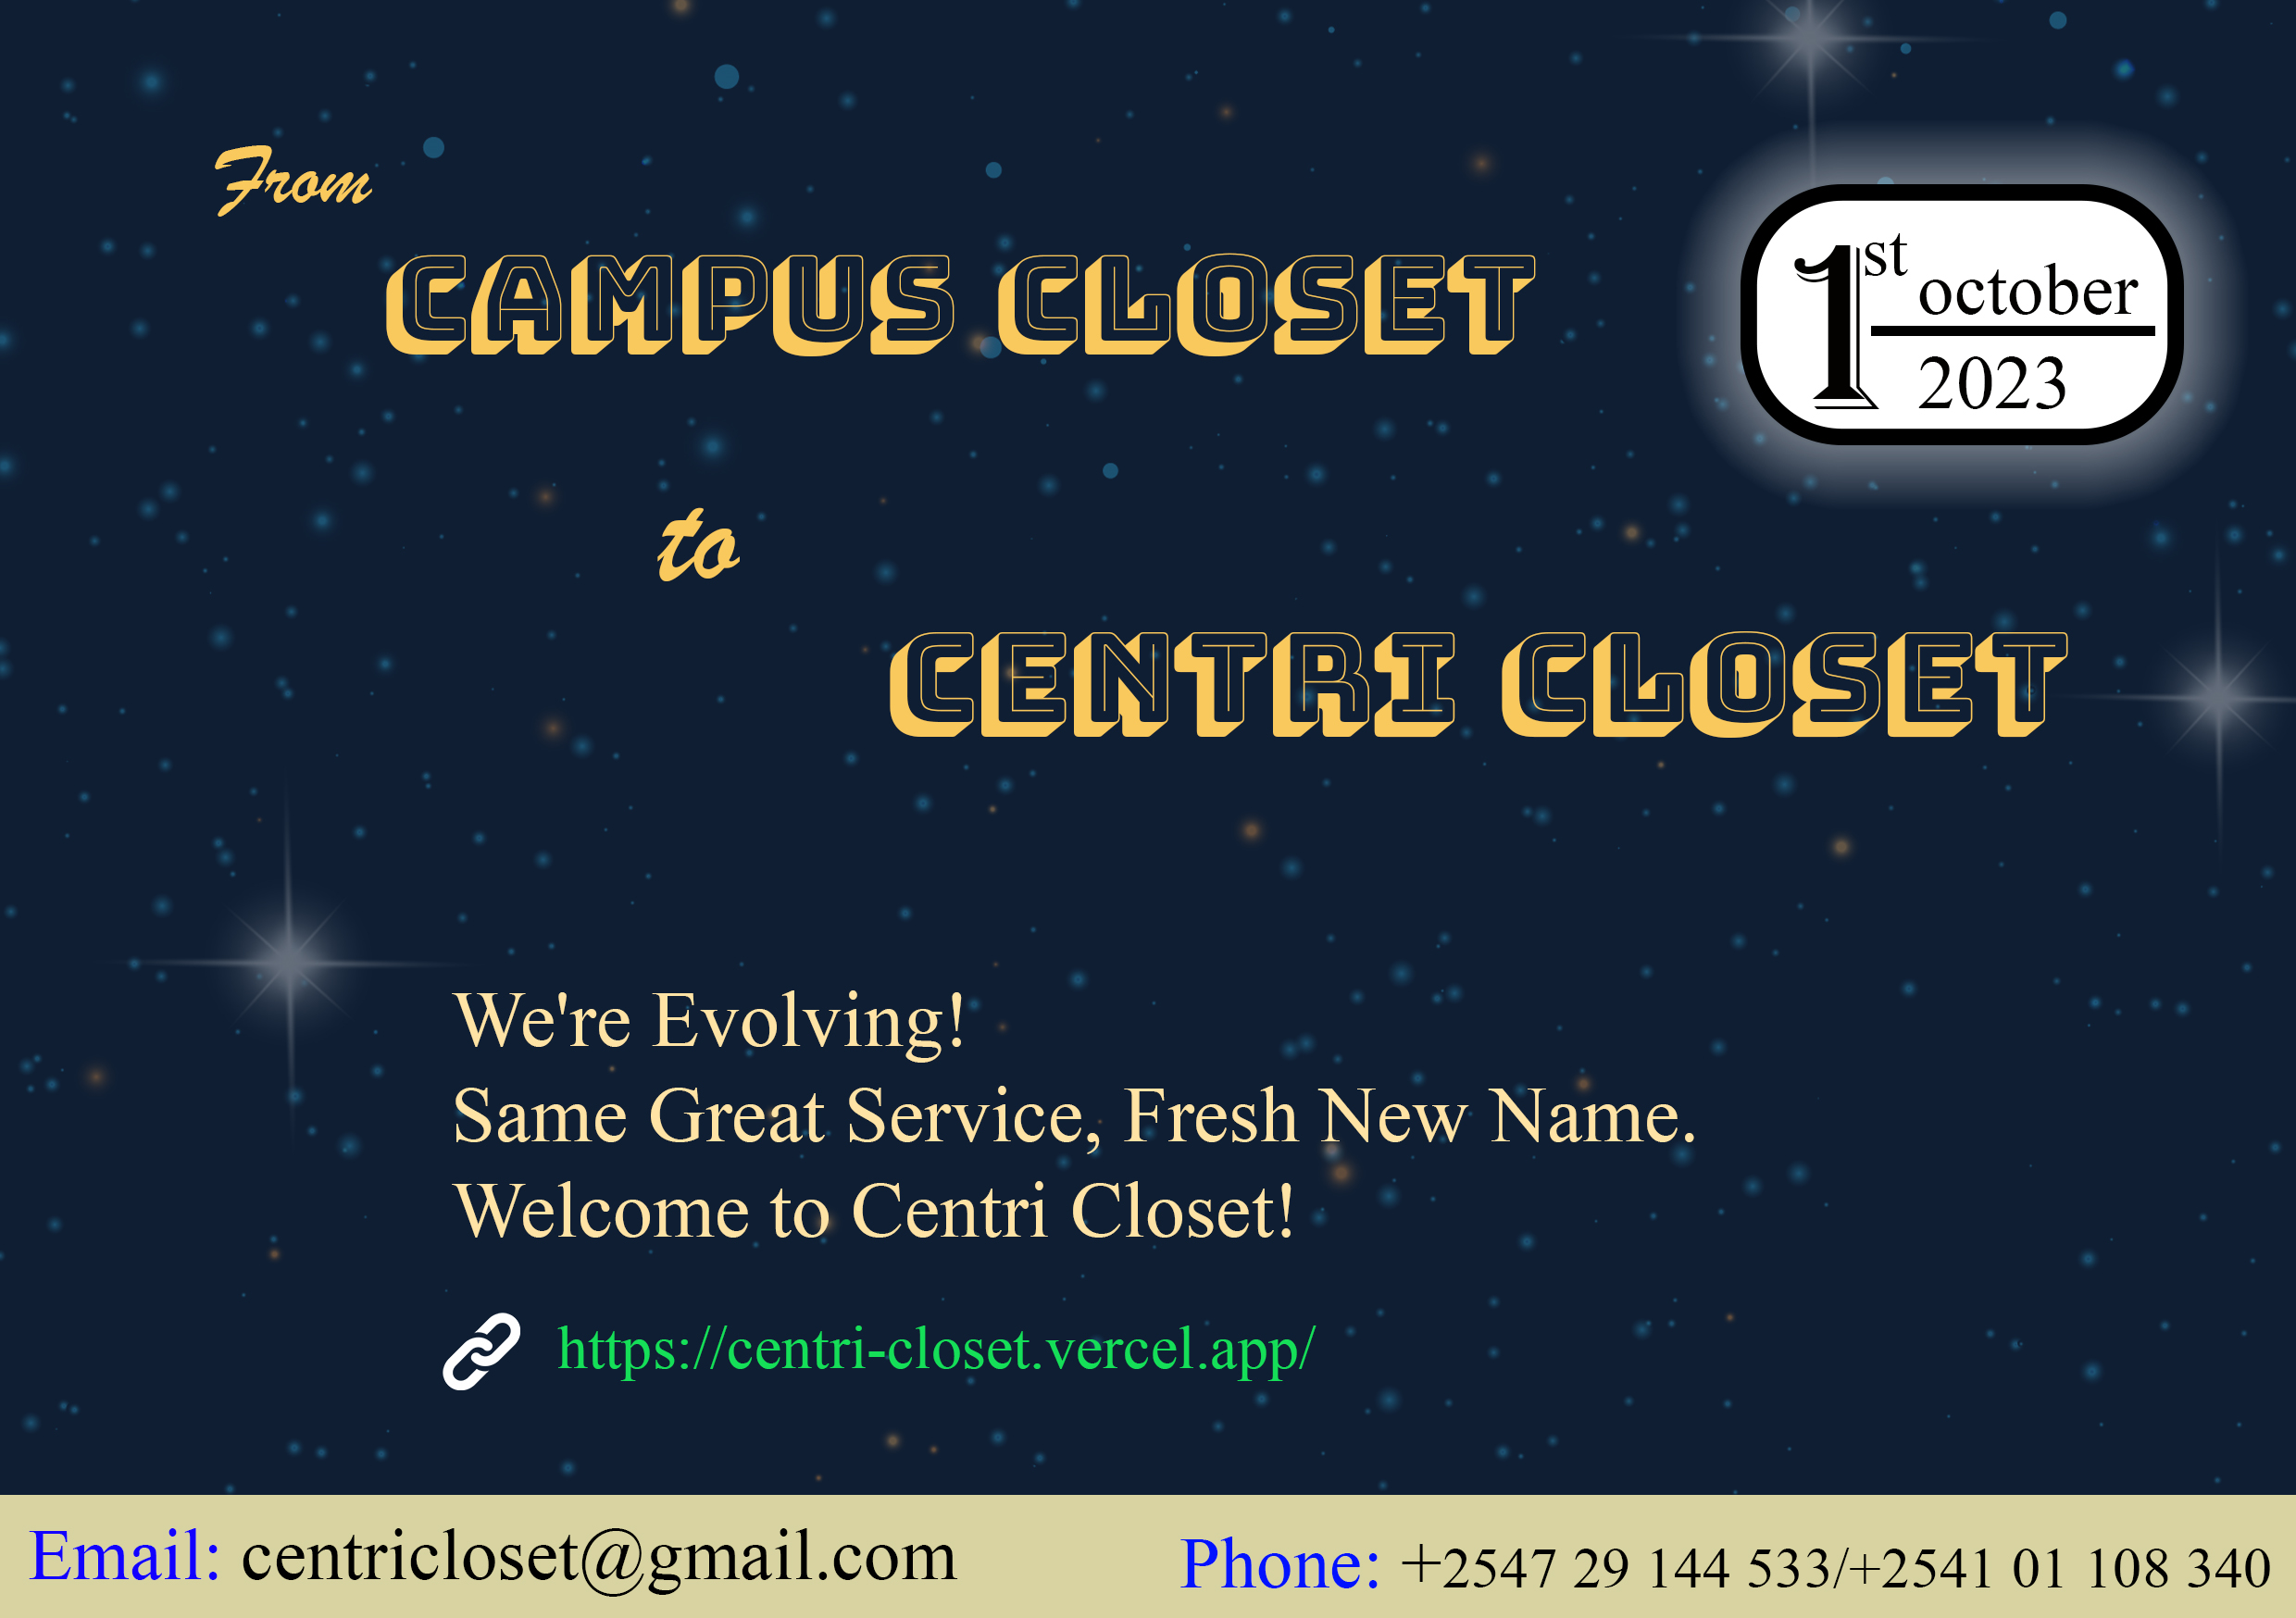 From
CAMPUS CLOSET
1st october
2023
to
CENTRI CLOSET
We're Evolving!
Same Great Service, Fresh New Name.
Welcome to Centri Closet!
https://centri-closet.vercel.app/
Email: centricloset@gmail.com
Phone: +2547 29 144 533/+2541 01 108 340